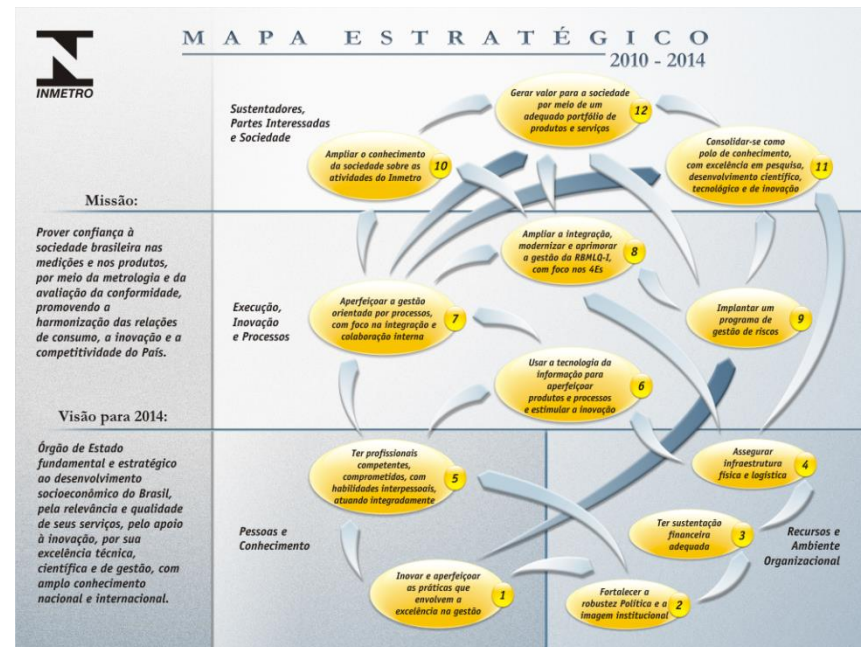 MAPA ESTRATÉGICO
2010 - 2014
INMETRO
Sustentadores,
Partes Interessadas
e Sociedade
Gerar valor para a sociedade
por meio de um
adequado portfólio de
produtos e serviços
12
Ampliar o conhecimento
da sociedade sobre as
atividades do Inmetro
10
Consolidar-se como
polo de conhecimento,
com excelência em pesquisa,
desenvolvimento científico,
tecnológico e de inovação
11
Missão:
Prover confiança à
sociedade brasileira nas
medições e nos produtos,
por meio da metrologia e da
avaliação da conformidade,
promovendo a
harmonização das relações
de consumo, a inovação e a
competitividade do País.
Execução,
Inovação
e Processos
Ampliar a integração,
modernizar e aprimorar
a gestão da RBMLQ-I,
com foco nos 4Es
8
Aperfeiçoar a gestão
orientada por processos,
com foco na integração e
colaboração interna
7
Implantar um
programa de
gestão de riscos
9
Usar a tecnologia da
informação para
aperfeiçoar
produtos e processos
e estimular a inovação
6
Visão para 2014:
Órgão de Estado
fundamental e estratégico
ao desenvolvimento
socioeconômico do Brasil,
pela relevância e qualidade
de seus serviços, pelo apoio
à inovação, por sua
excelência técnica,
científica e de gestão, com
amplo conhecimento
nacional e internacional.
Pessoas e
Conhecimento
Ter profissionais
competentes,
comprometidos, com
habilidades interpessoais,
atuando integradamente
5
Inovar e aperfeiçoar
as práticas que
envolvem a
excelência na gestão
1
Assegurar
infraestrutura
física e logística
4
Ter sustentação
financeira
adequada
3
Recursos e
Ambiente
Organizacional
Fortalecer a
robustez Política e a
imagem institucional
2